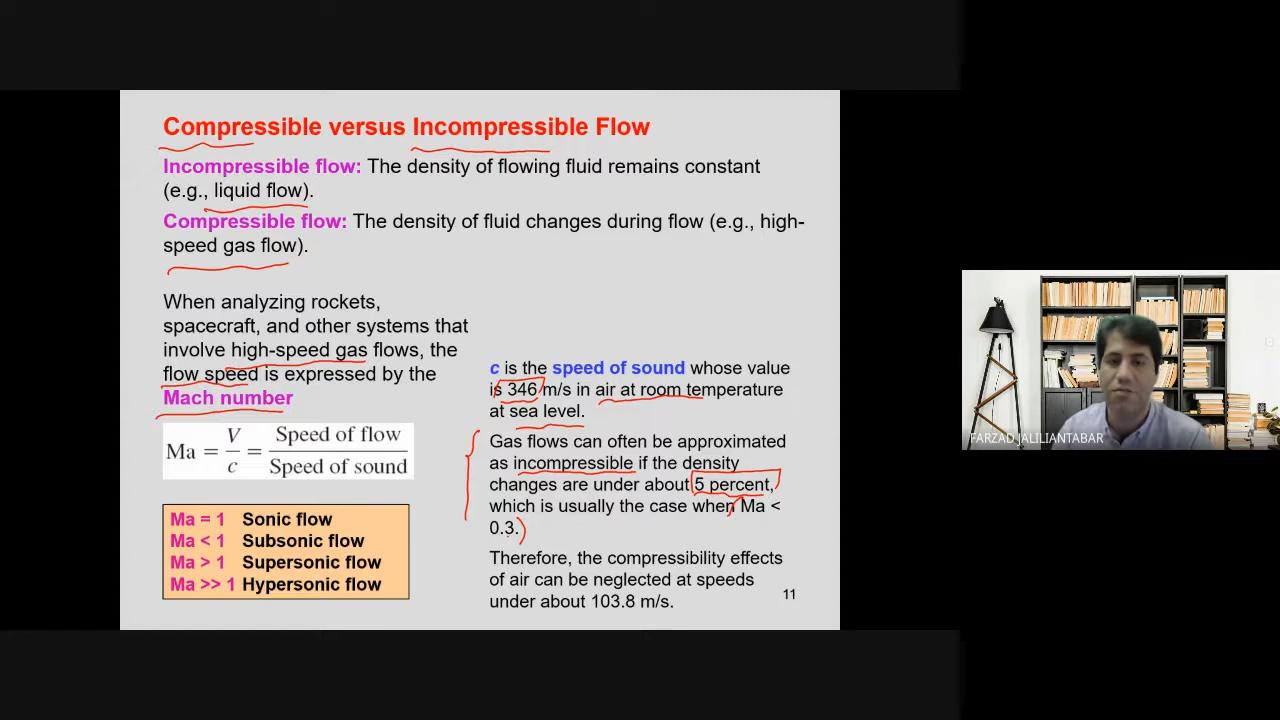 Compressible versus Incompressible Flow
Incompressible flow: The density of flowing fluid remains constant
(e.g., liquid flow).
Compressible flow: The density of fluid changes during flow (e.g., high-
speed gas flow).
When analyzing rockets,
spacecraft, and other systems that
involve high-speed gas flows, the
flow speed is expressed by the
Mach number
Ma = V/c = Speed of flow/Speed of sound
Ma = 1 Sonic flow
Ma < 1 Subsonic flow
Ma > 1 Supersonic flow
Ma >> 1 Hypersonic flow
c is the speed of sound whose value
is 346 m/s in air at room temperature
at sea level.
Gas flows can often be approximated
as incompressible if the density
changes are under about 5 percent,
which is usually the case when Ma <
0.3.
Therefore, the compressibility effects
of air can be neglected at speeds
under about 103.8 m/s.
11
FARZAD JALILIANTABAR